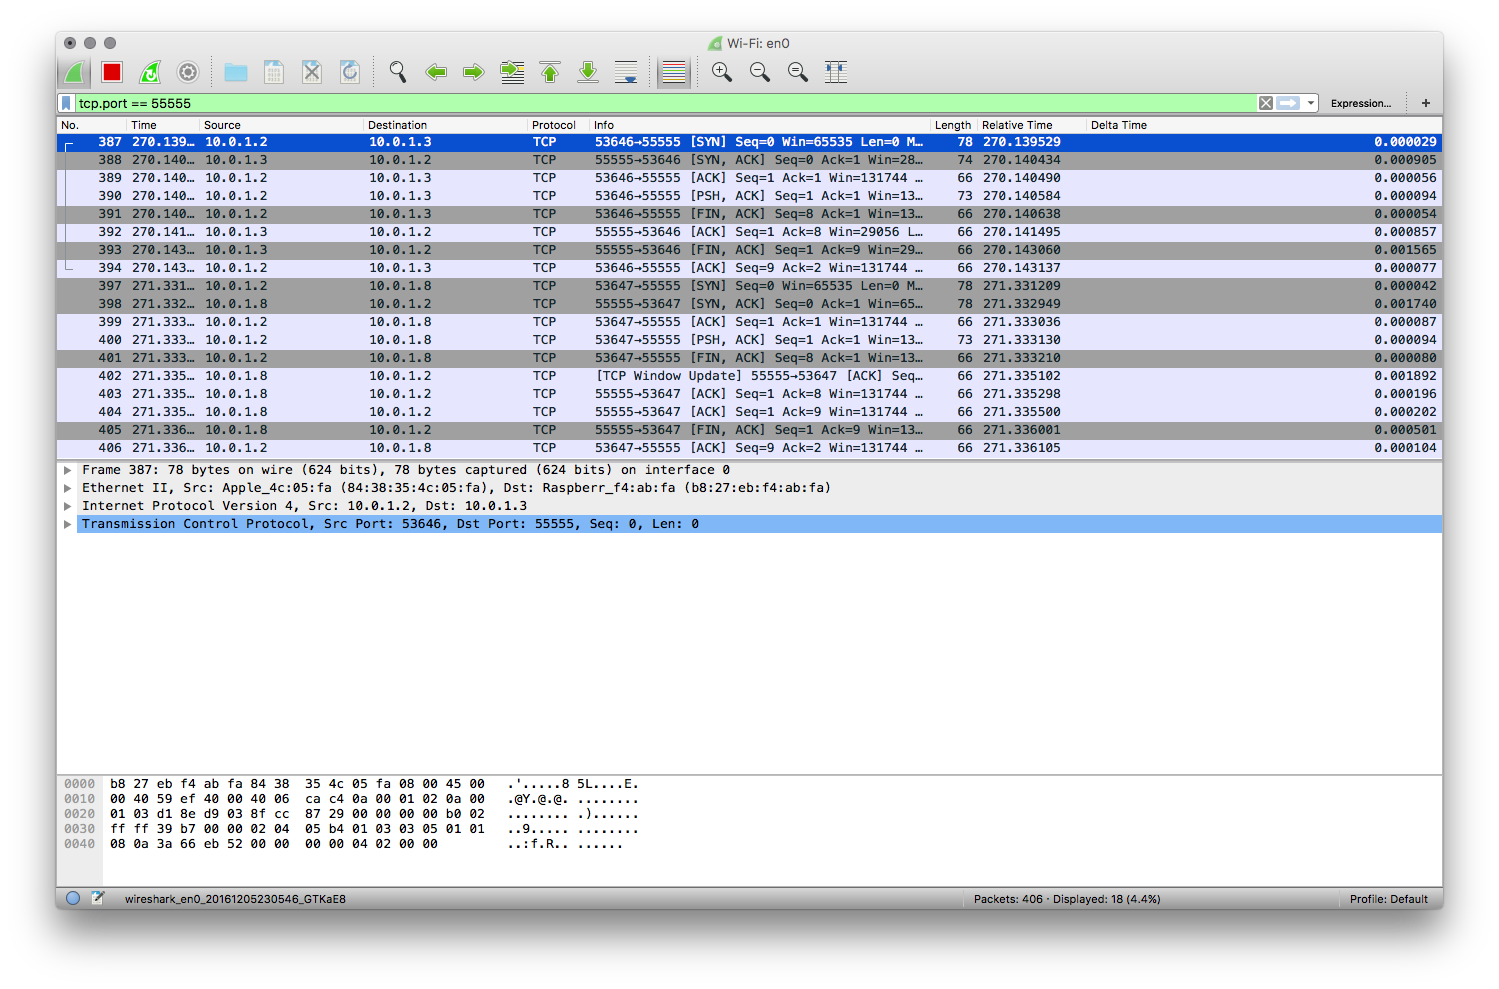 Wi-Fi: en0
tcp.port == 55555 Expression... +
No. Time Source Destination Protocol Info Length Relative Time Delta Time
387 270.139… 10.0.1.2 10.0.1.3 TCP 53646→55555 [SYN] Seq=0 Win=65535 Len=0 M… 78 270.139529 0.000029
388 270.140… 10.0.1.3 10.0.1.2 TCP 55555→53646 [SYN, ACK] Seq=0 Ack=1 Win=28… 74 270.140434 0.000905
389 270.140… 10.0.1.2 10.0.1.3 TCP 53646→55555 [ACK] Seq=1 Ack=1 Win=131744 … 66 270.140490 0.000056
390 270.140… 10.0.1.2 10.0.1.3 TCP 53646→55555 [PSH, ACK] Seq=1 Ack=1 Win=13… 73 270.140584 0.000094
391 270.140… 10.0.1.2 10.0.1.3 TCP 53646→55555 [FIN, ACK] Seq=8 Ack=1 Win=13… 66 270.140638 0.000054
392 270.141… 10.0.1.3 10.0.1.2 TCP 55555→53646 [ACK] Seq=1 Ack=8 Win=29056 L… 66 270.141495 0.000857
393 270.143… 10.0.1.3 10.0.1.2 TCP 55555→53646 [FIN, ACK] Seq=1 Ack=9 Win=29… 66 270.143060 0.001565
394 270.143… 10.0.1.2 10.0.1.3 TCP 53646→55555 [ACK] Seq=9 Ack=2 Win=131744 … 66 270.143137 0.000077
397 271.331… 10.0.1.2 10.0.1.8 TCP 53647→55555 [SYN] Seq=0 Win=65535 Len=0 M… 78 271.331209 0.000042
398 271.332… 10.0.1.8 10.0.1.2 TCP 55555→53647 [SYN, ACK] Seq=0 Ack=1 Win=65… 78 271.332949 0.001740
399 271.333… 10.0.1.2 10.0.1.8 TCP 53647→55555 [ACK] Seq=1 Ack=1 Win=131744 … 66 271.333036 0.000087
400 271.333… 10.0.1.2 10.0.1.8 TCP 53647→55555 [PSH, ACK] Seq=1 Ack=1 Win=13… 73 271.333130 0.000094
401 271.333… 10.0.1.2 10.0.1.8 TCP 53647→55555 [FIN, ACK] Seq=8 Ack=1 Win=13… 66 271.333210 0.000080
402 271.335… 10.0.1.8 10.0.1.2 TCP [TCP Window Update] 55555→53647 [ACK] Seq… 66 271.335102 0.001892
403 271.335… 10.0.1.8 10.0.1.2 TCP 55555→53647 [ACK] Seq=1 Ack=8 Win=131744 … 66 271.335298 0.000196
404 271.335… 10.0.1.8 10.0.1.2 TCP 55555→53647 [ACK] Seq=1 Ack=9 Win=131744 … 66 271.335500 0.000202
405 271.336… 10.0.1.8 10.0.1.2 TCP 55555→53647 [FIN, ACK] Seq=1 Ack=9 Win=13… 66 271.336001 0.000501
406 271.336… 10.0.1.2 10.0.1.8 TCP 53647→55555 [ACK] Seq=9 Ack=2 Win=131744 … 66 271.336105 0.000104
Frame 387: 78 bytes on wire (624 bits), 78 bytes captured (624 bits) on interface 0
Ethernet II, Src: Apple_4c:05:fa (84:38:35:4c:05:fa), Dst: Raspberr_f4:ab:fa (b8:27:eb:f4:ab:fa)
Internet Protocol Version 4, Src: 10.0.1.2, Dst: 10.0.1.3
Transmission Control Protocol, Src Port: 53646, Dst Port: 55555, Seq: 0, Len: 0
0000 b8 27 eb f4 ab fa 84 38 35 4c 05 fa 08 00 45 00 .'.....8 5L....E.
0010 00 40 59 ef 40 00 40 06 ca c4 0a 00 01 02 0a 00 .@Y.@.@. ........
0020 01 03 d1 8e d9 03 8f cc 87 29 00 00 00 00 b0 02 ........ .)......
0030 ff ff 39 b7 00 00 02 04 05 b4 01 03 03 05 01 01 ..9..... ........
0040 08 0a 3a 66 eb 52 00 00 00 00 04 02 00 00 ..:f.R.. ......
wireshark_en0_20161205230546_GTKaE8 Packets: 406 · Displayed: 18 (4.4%) Profile: Default